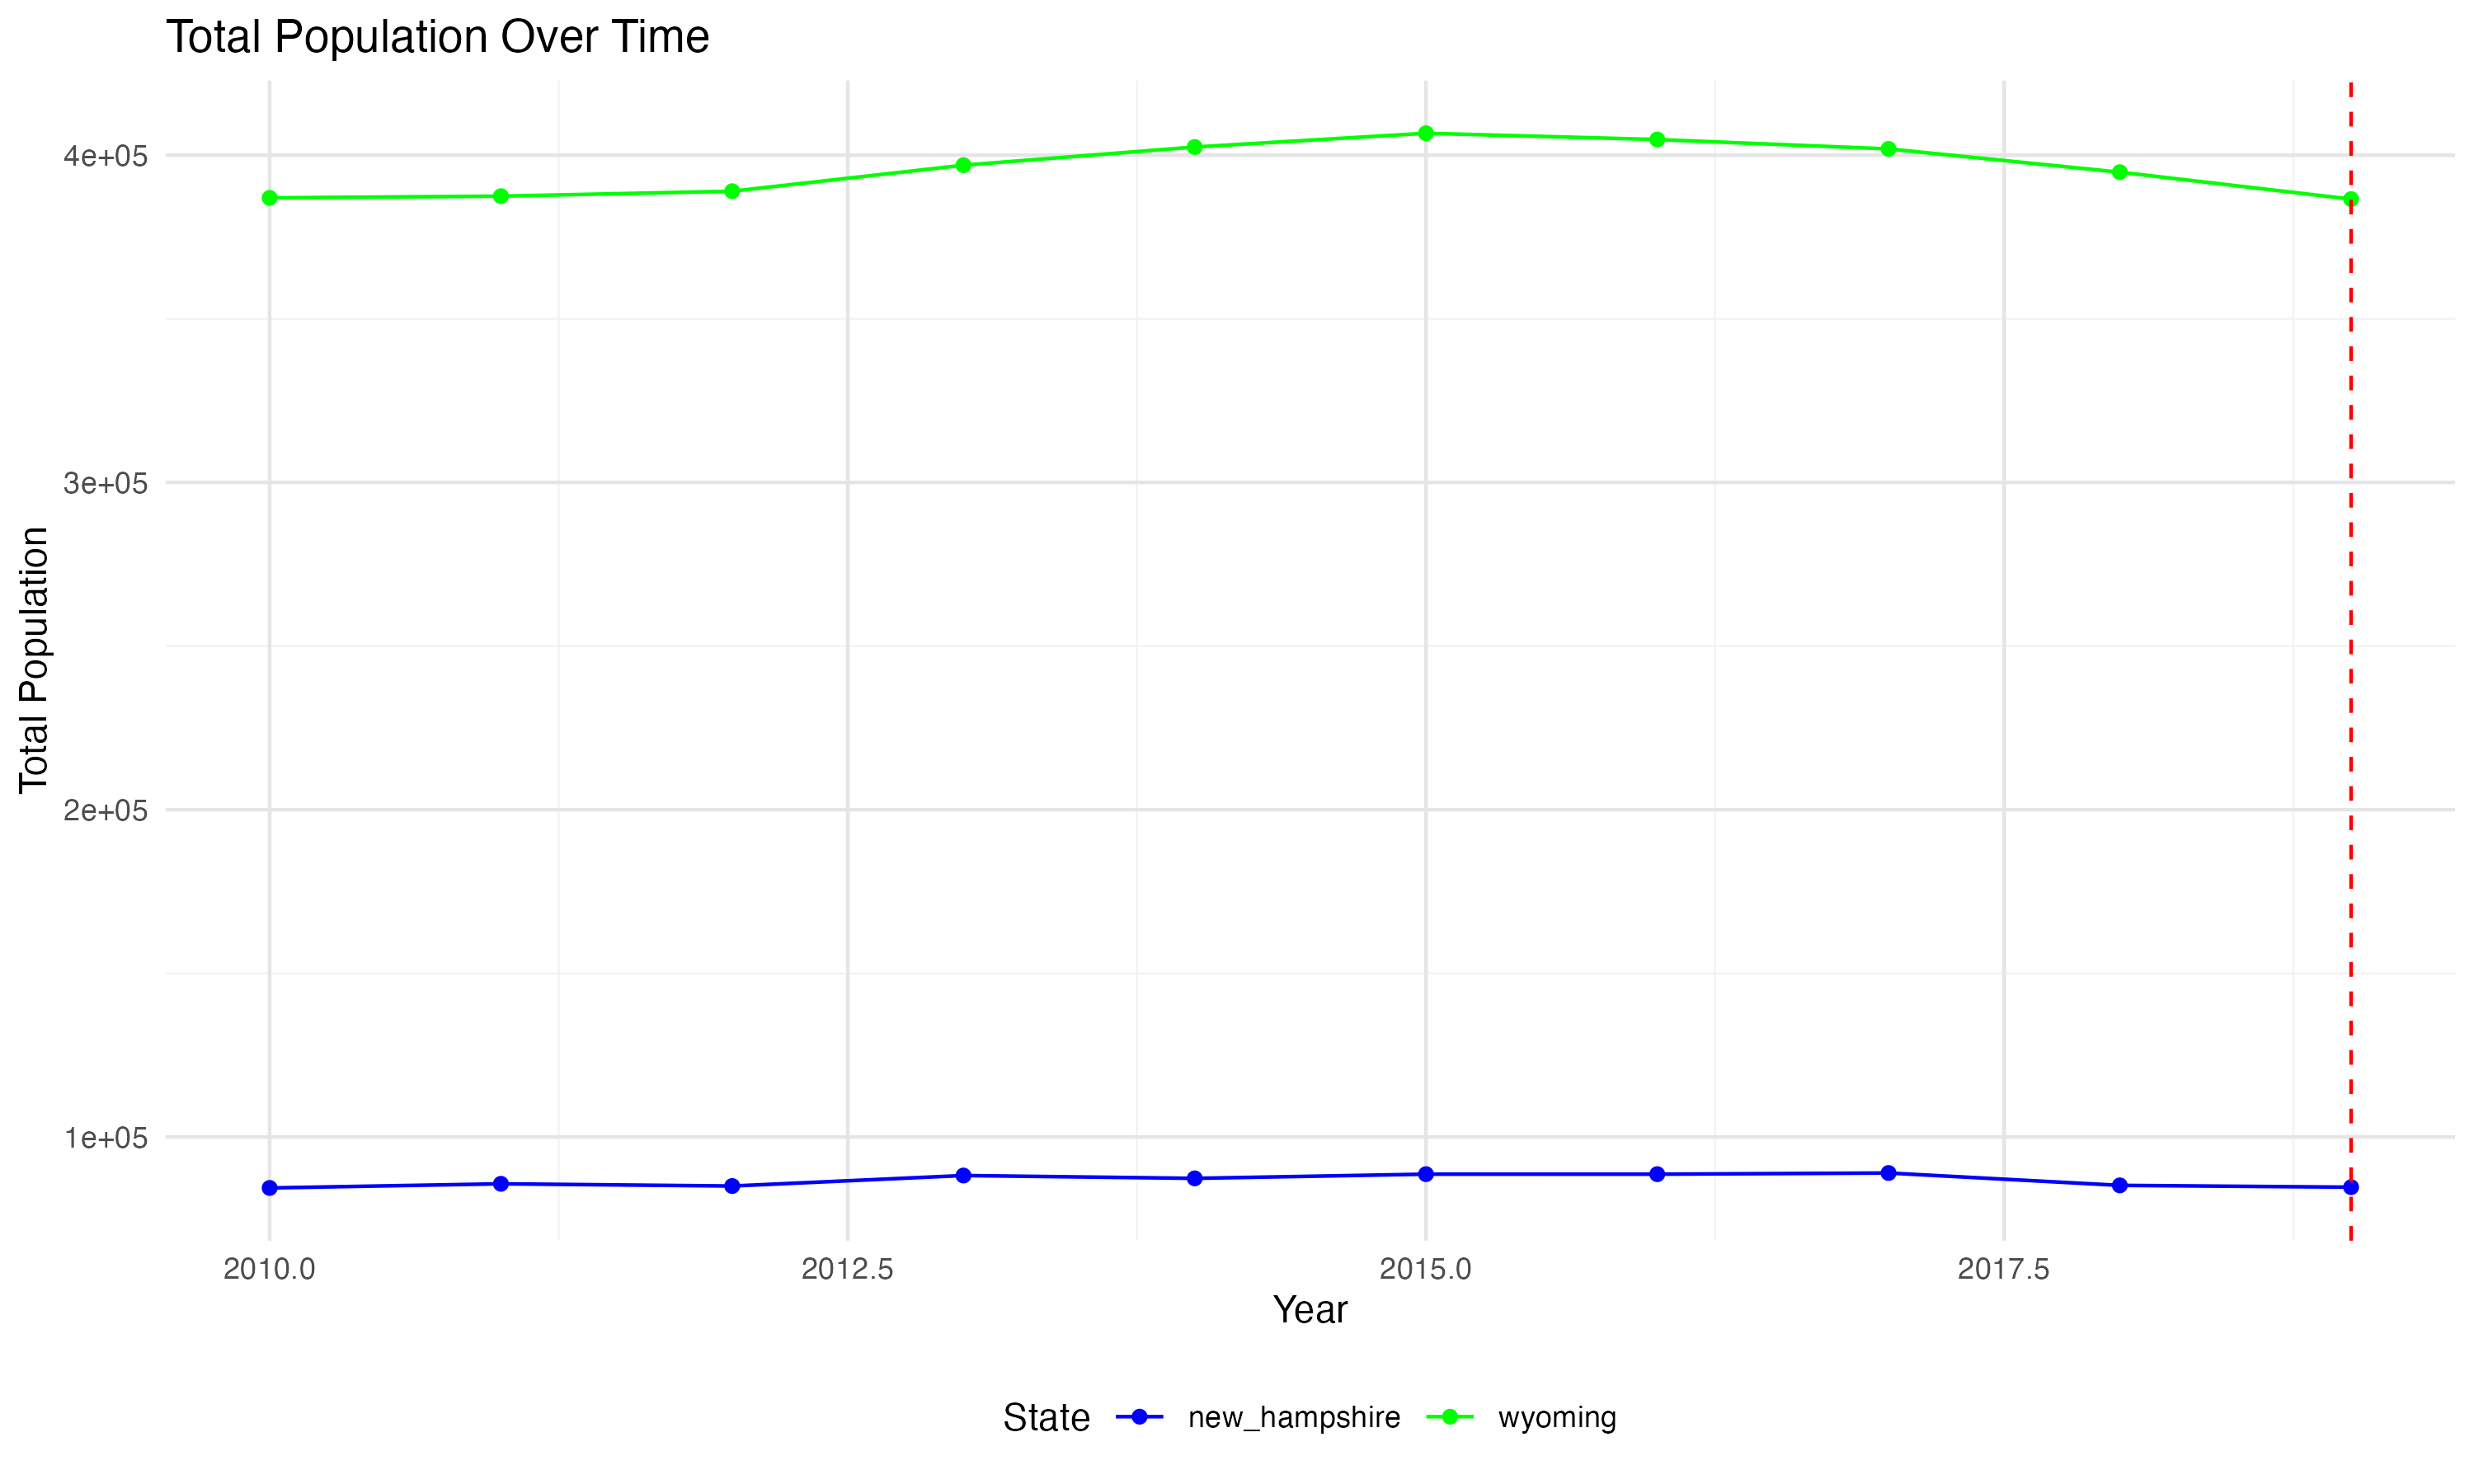 Total Population Over Time
Total Population
4e+05
3e+05
2e+05
1e+05
2010.0 2012.5 2015.0 2017.5
Year
State new_hampshire wyoming